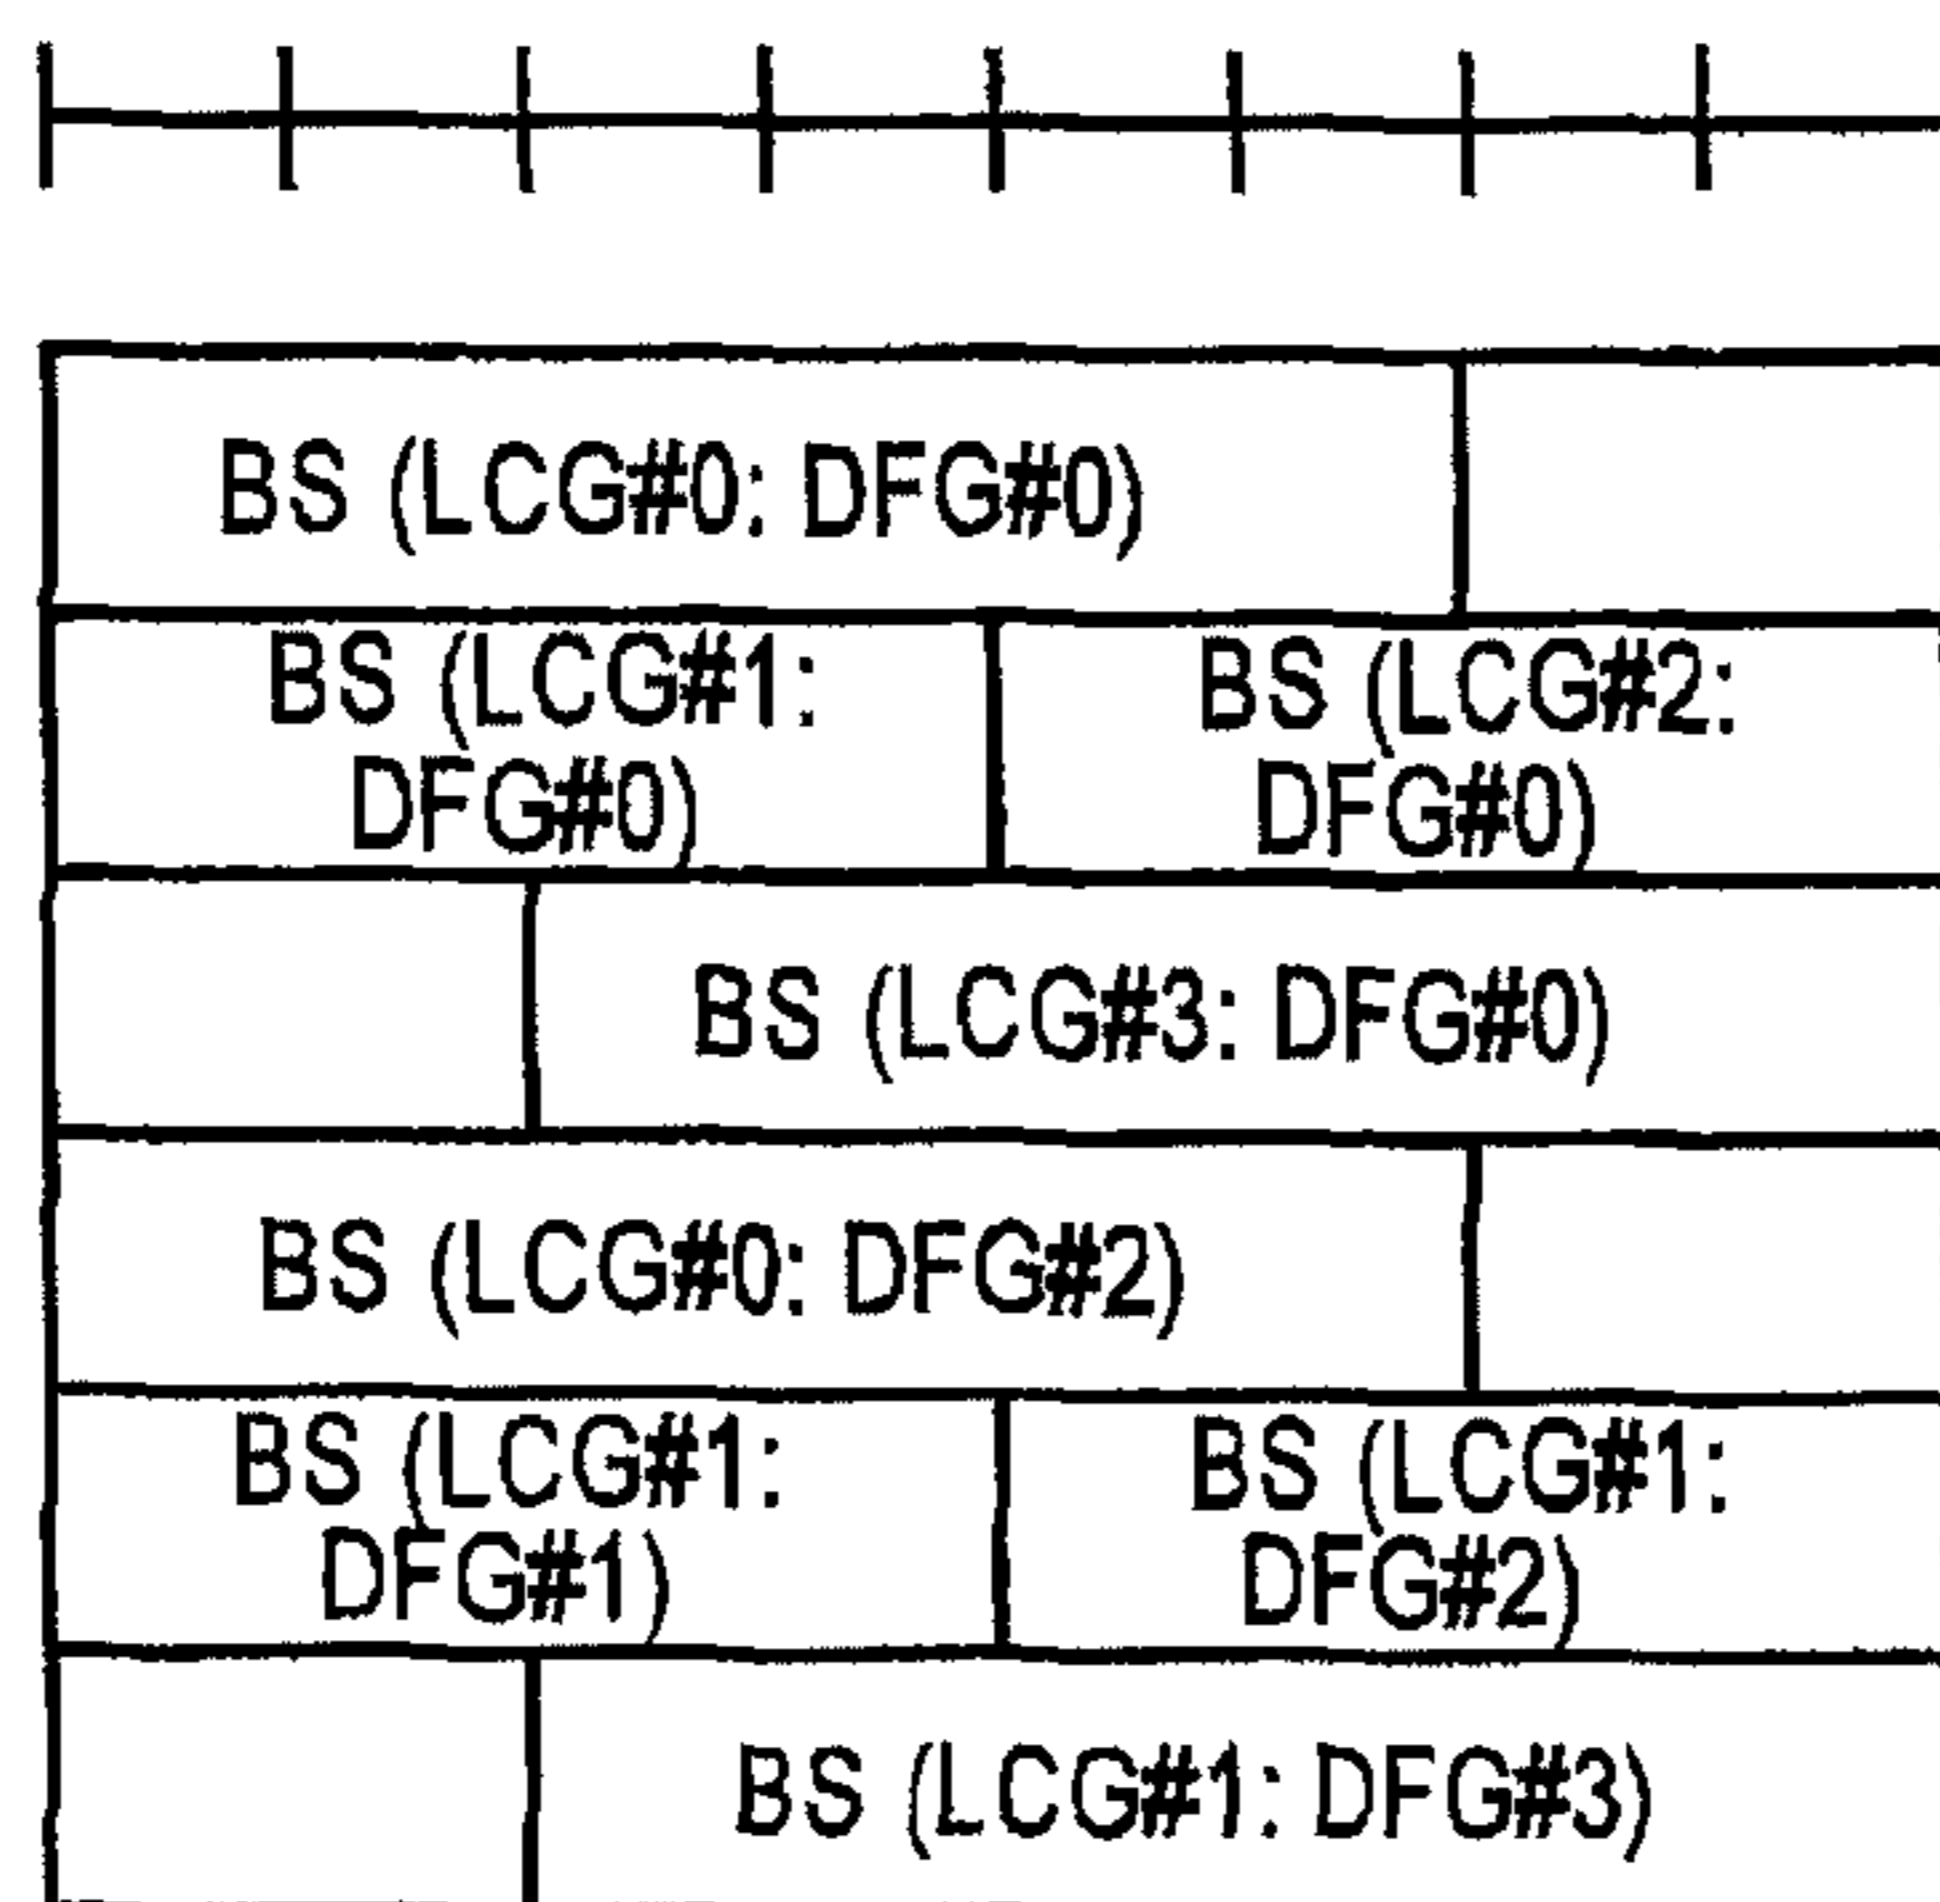 BS (LCG#0: DFG#0)
BS (LCG#1:
DFG#0)
BS (LCG#2:
DFG#0)
BS (LCG#3: DFG#0)
BS (LCG#0: DFG#2)
BS (LCG#1:
DFG#1)
BS (LCG#1:
DFG#2)
BS (LCG#1: DFG#3)